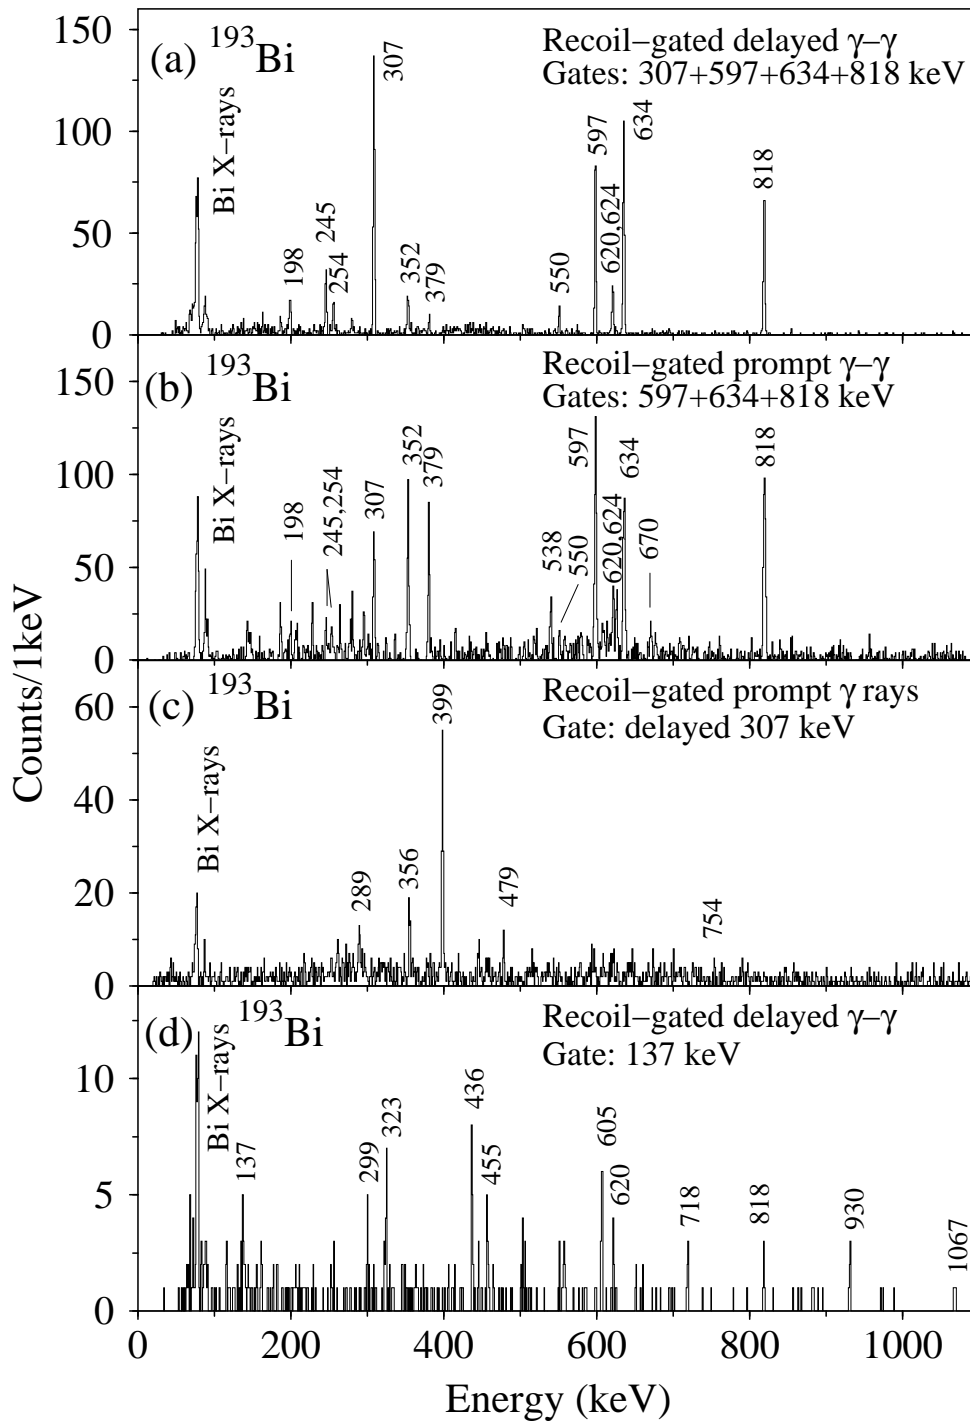 (a) ¹⁹³Bi
Recoil−gated delayed γ−γ
Gates: 307+597+634+818 keV
150
100
50
0
Bi X−rays
198
245
254
307
352
379
550
597
620,624
634
818
(b) ¹⁹³Bi
Recoil−gated prompt γ−γ
Gates: 597+634+818 keV
150
100
50
0
Bi X−rays
198
245,254
307
352
379
538
550
597
620,624
634
670
818
(c) ¹⁹³Bi
Recoil−gated prompt γ rays
Gate: delayed 307 keV
60
40
20
0
Bi X−rays
289
356
399
479
754
(d) ¹⁹³Bi
Recoil−gated delayed γ−γ
Gate: 137 keV
10
5
0
Bi X−rays
137
299
323
436
455
605
620
718
818
930
1067
0 200 400 600 800 1000
Energy (keV)
Counts/1keV